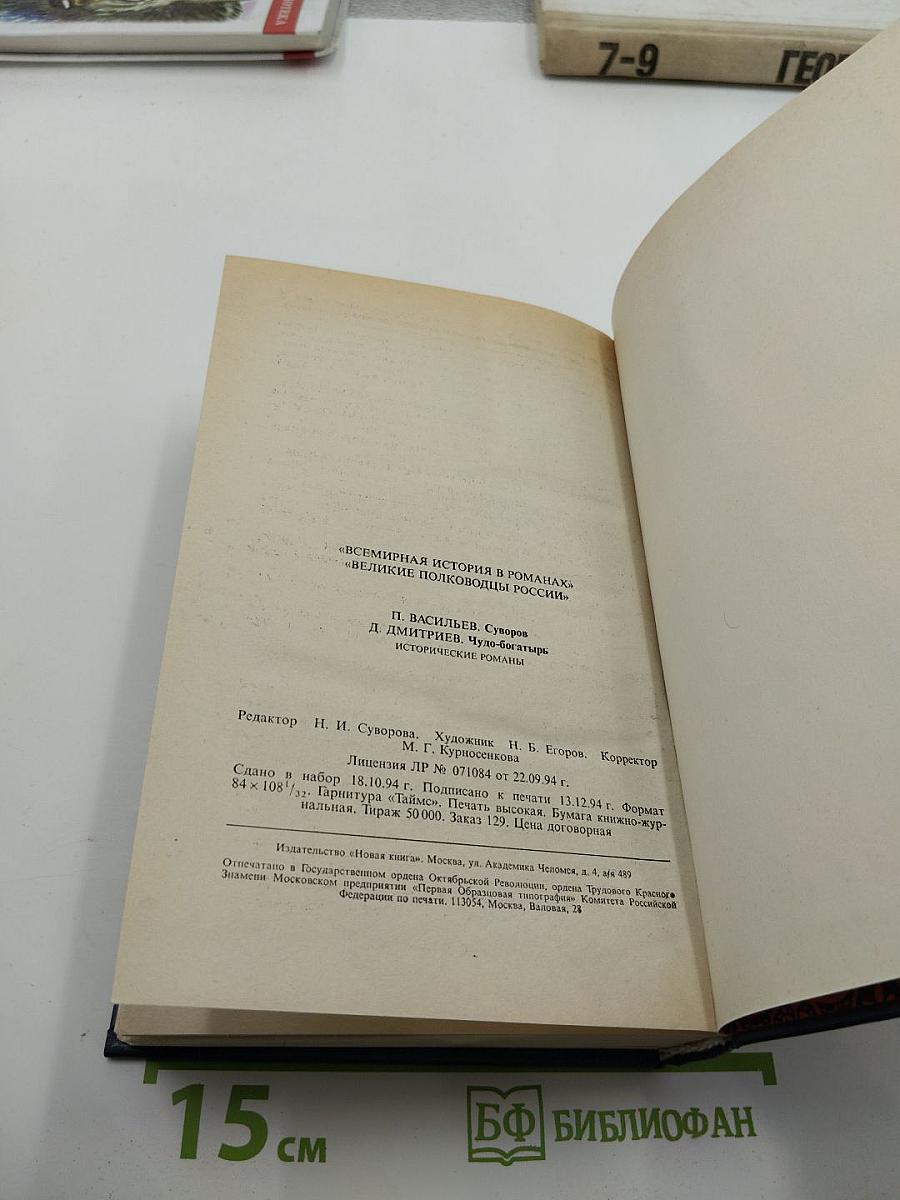 ОТЕКА
7-9
ГЕО
«ВСЕМИРНАЯ ИСТОРИЯ В РОМАНАХ»
«ВЕЛИКИЕ ПОЛКОВОДЦЫ РОССИИ»
П. ВАСИЛЬЕВ. Суворов
Д. ДМИТРИЕВ. Чудо-богатырь
ИСТОРИЧЕСКИЕ РОМАНЫ
Редактор Н. И. Суворова. Художник Н. Б. Егоров. Корректор
М. Г. Курносенкова
Лицензия ЛР № 071084 от 22.09.94 г.
Сдано в набор 18.10.94 г. Подписано к печати 13.12.94 г. Формат
84 × 108 1/32. Гарнитура «Таймс». Печать высокая. Бумага книжно-жур-
нальная. Тираж 50 000. Заказ 129. Цена договорная
Издательство «Новая книга». Москва, ул. Академика Челомея, д. 4, а/я 489
Отпечатано в Государственном ордена Октябрьской Революции, ордена Трудового Красного
Знамени Московском предприятии «Первая Образцовая типография» Комитета Российской
Федерации по печати. 113054, Москва, Валовая, 28
15 см
БФ БИБЛИОФАН